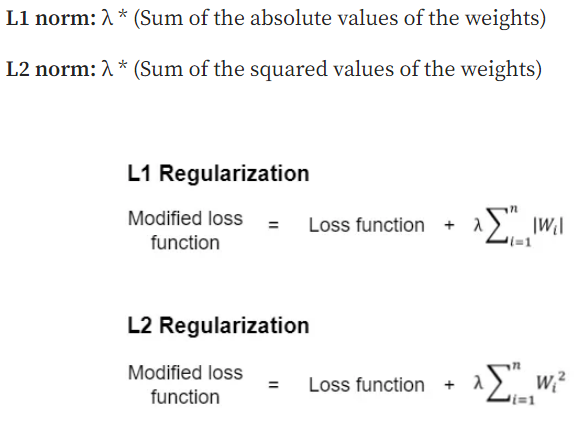 L1 norm: λ * (Sum of the absolute values of the weights)
L2 norm: λ * (Sum of the squared values of the weights)
L1 Regularization
Modified loss function = Loss function + λ∑ⁿᵢ₌₁ |Wᵢ|
L2 Regularization
Modified loss function = Loss function + λ∑ⁿᵢ₌₁ Wᵢ²